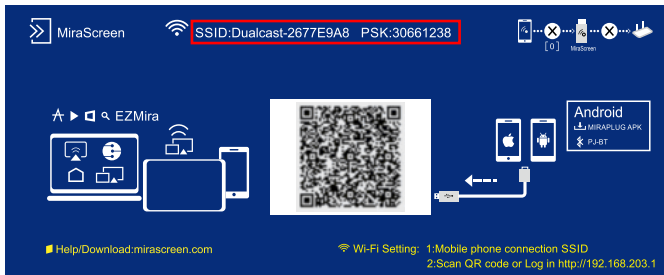 MiraScreen
SSID:Dualcast-2677E9A8 PSK:30661238
[0]
MiraScreen
EZMira
Android
MIRAPLUG APK
PJ-BT
Help/Download:mirascreen.com
Wi-Fi Setting: 1:Mobile phone connection SSID
2:Scan QR code or Log in http://192.168.203.1